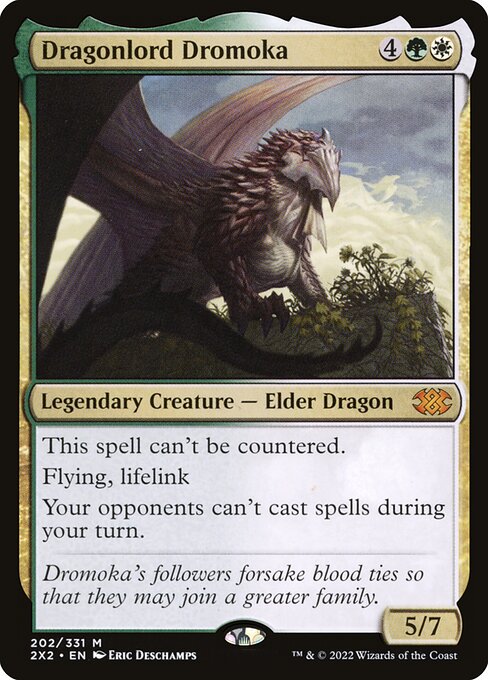 Dragonlord Dromoka 4
Legendary Creature — Elder Dragon
This spell can't be countered.
Flying, lifelink
Your opponents can't cast spells during
your turn.
Dromoka's followers forsake blood ties so
that they may join a greater family.
5/7
202/331 M
2X2 • EN Eric Deschamps
™ & © 2022 Wizards of the Coast